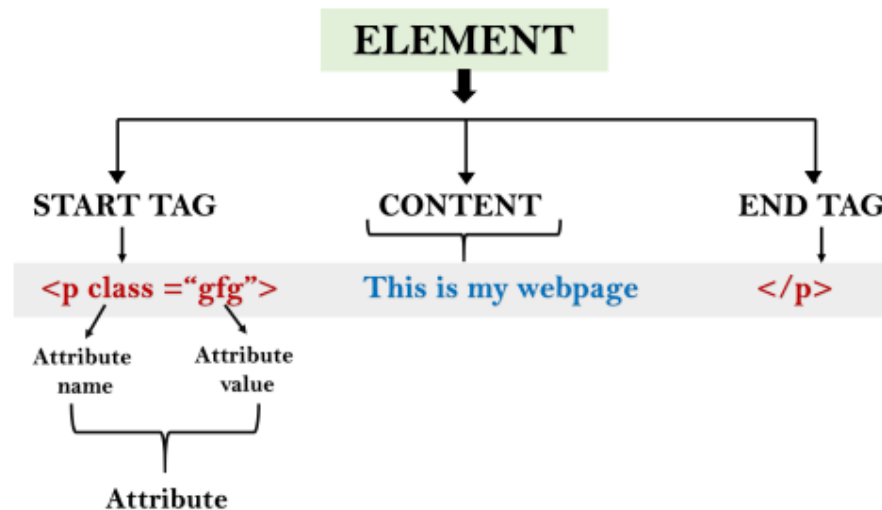 ELEMENT
START TAG
CONTENT
END TAG
<p class =“gfg”>
This is my webpage
</p>
Attribute
name
Attribute
value
Attribute